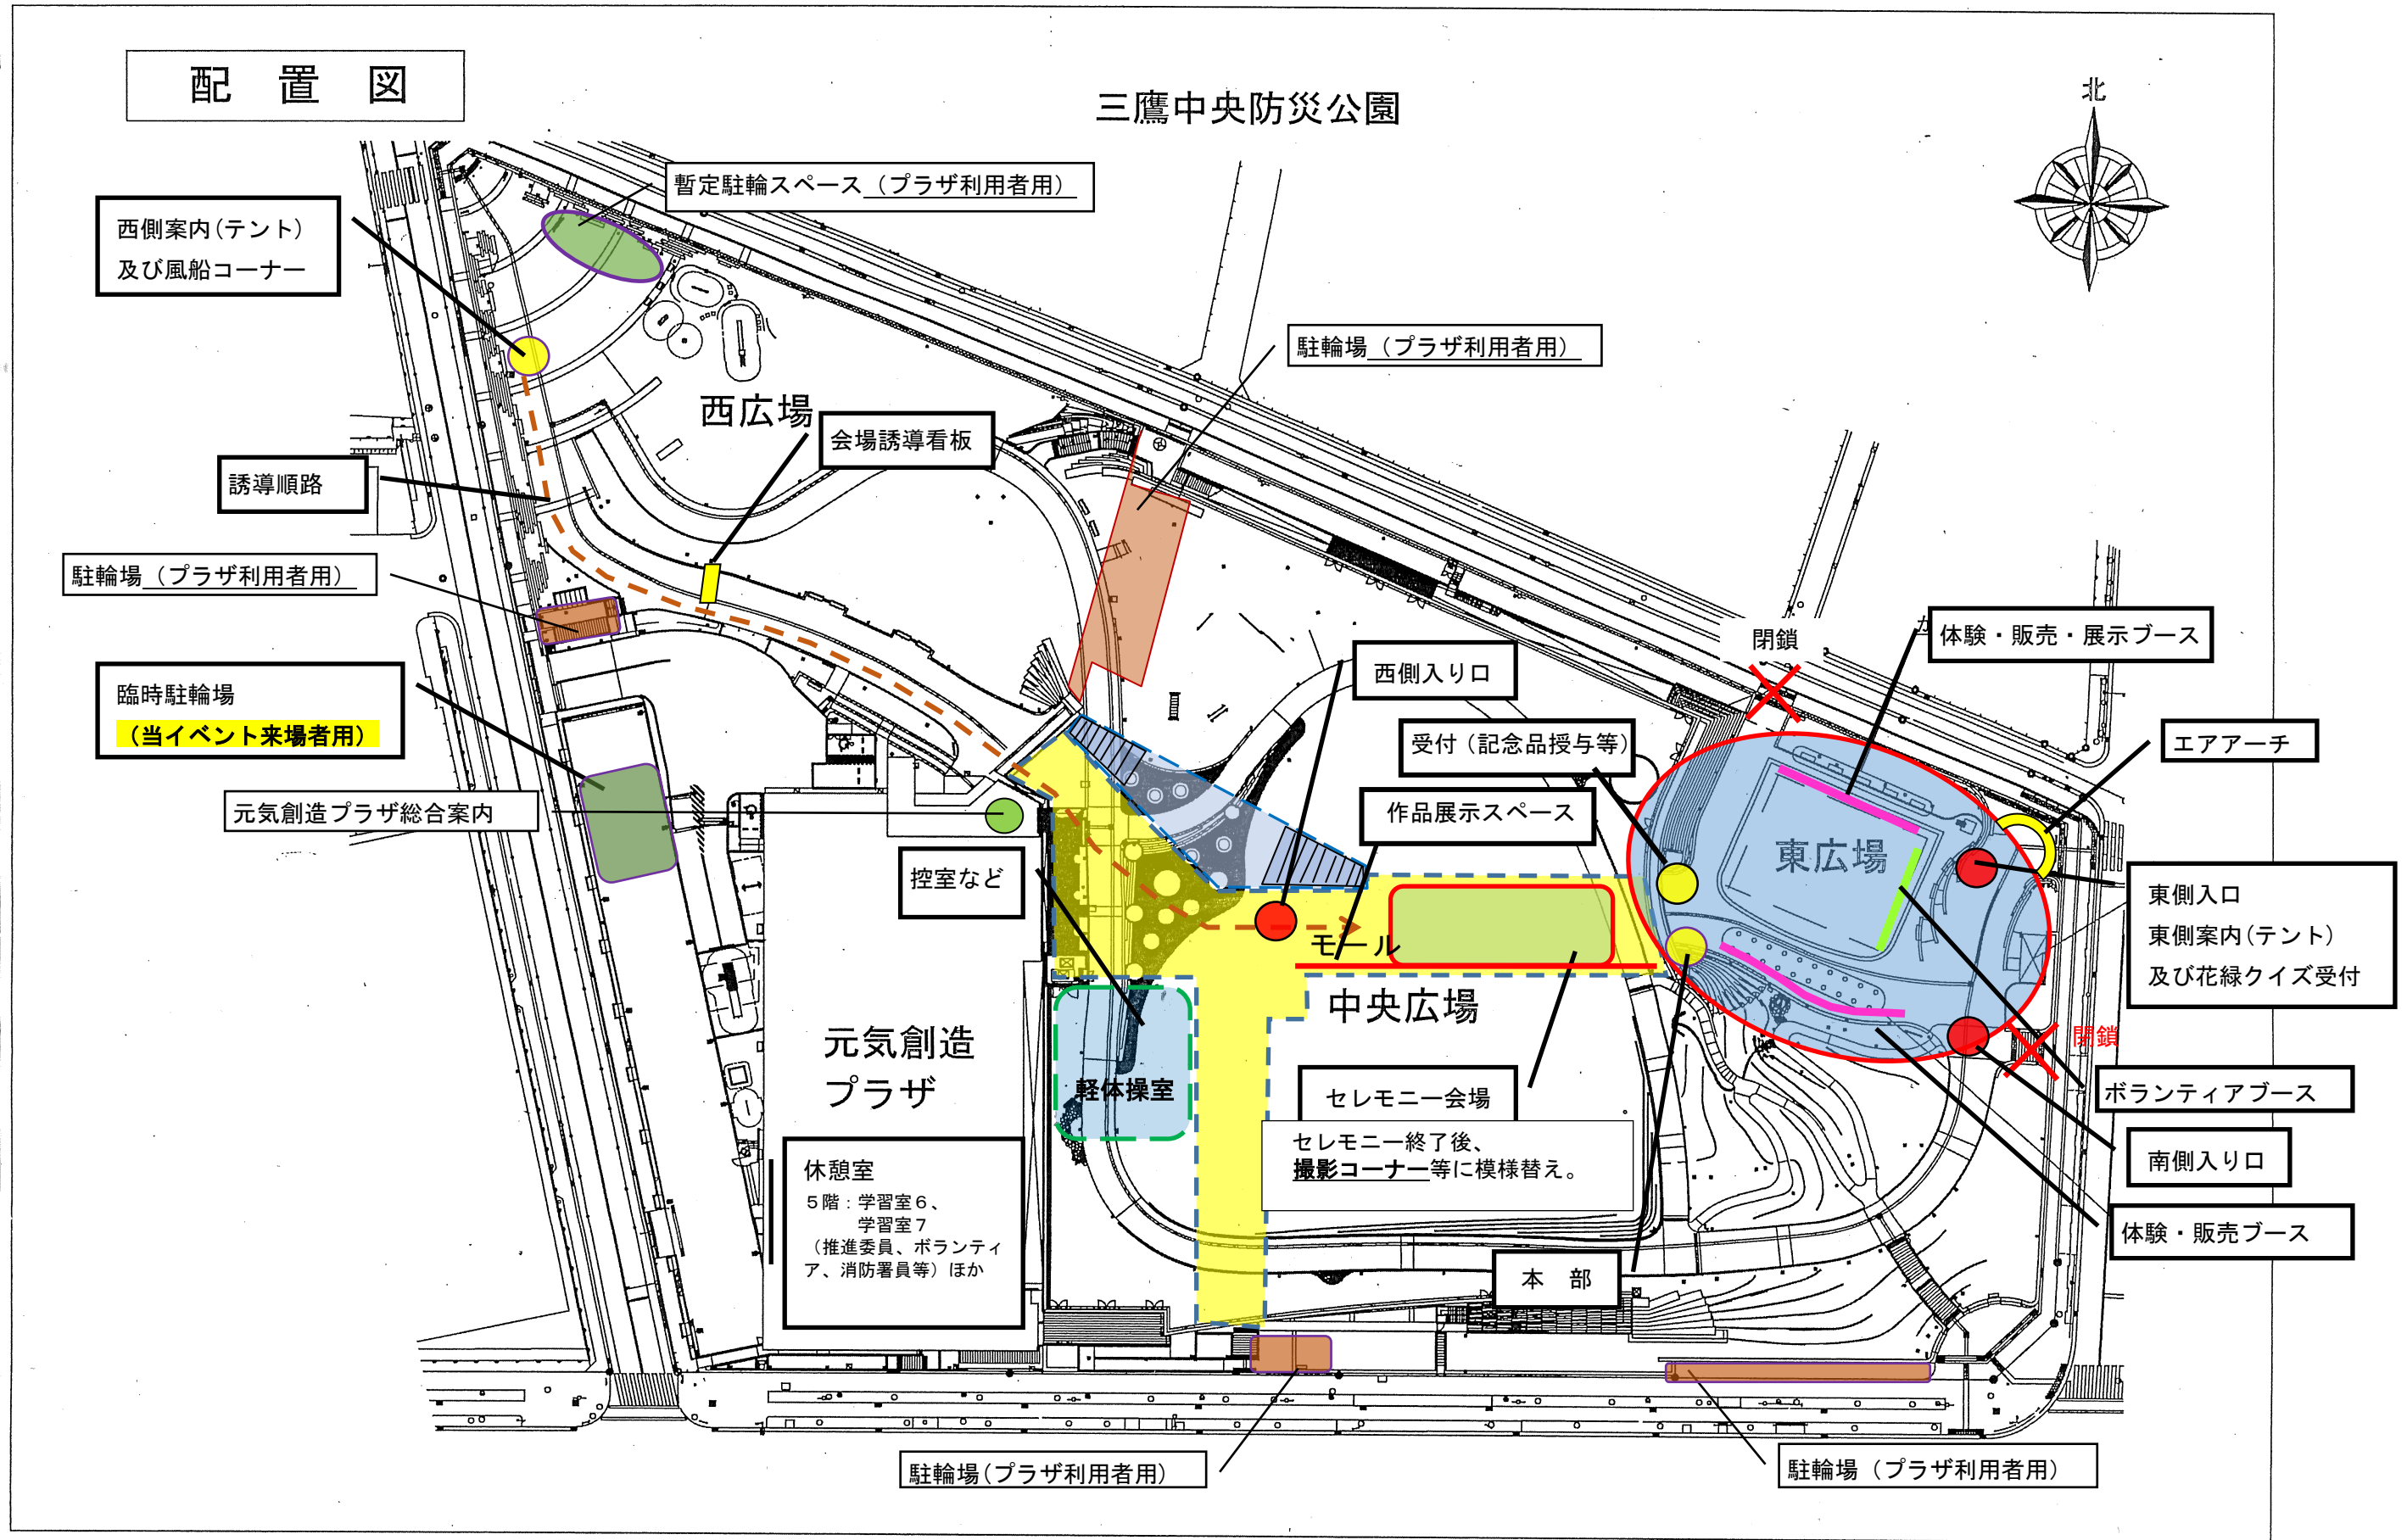 配 置 図
三鷹中央防災公園
北
暫定駐輪スペース（プラザ利用者用）
西側案内（テント）
及び風船コーナー
駐輪場（プラザ利用者用）
西広場
会場誘導看板
誘導順路
駐輪場（プラザ利用者用）
閉鎖
体験・販売・展示ブース
西側入り口
臨時駐輪場
（当イベント来場者用）
受付（記念品授与等）
エアアーチ
元気創造プラザ総合案内
作品展示スペース
東広場
控室など
東側入口
東側案内（テント）
及び花緑クイズ受付
モール
中央広場
元気創造
プラザ
閉鎖
軽体操室
セレモニー会場
ボランティアブース
セレモニー終了後、
撮影コーナー等に模様替え。
南側入り口
休憩室
５階：学習室６、
学習室７
（推進委員、ボランティ
ア、消防署員等）ほか
体験・販売ブース
本 部
駐輪場（プラザ利用者用）
駐輪場（プラザ利用者用）